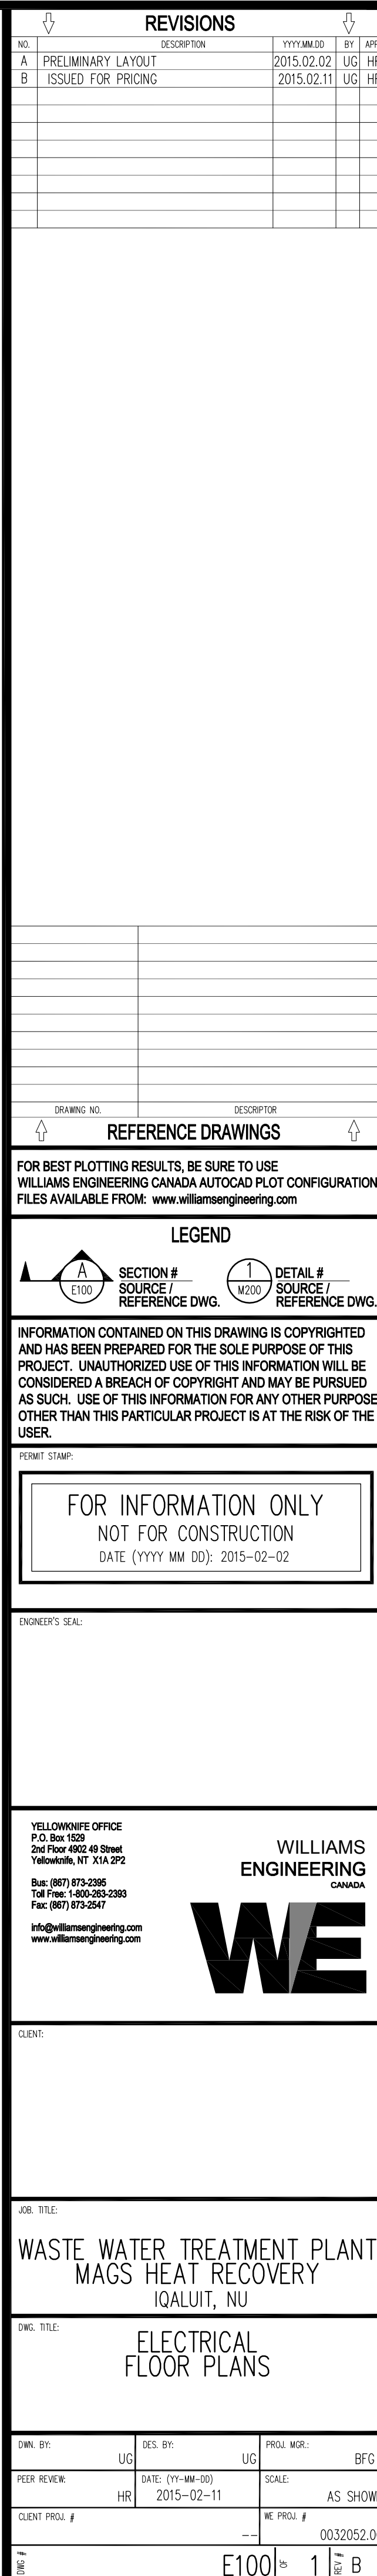 REVISIONS
NO. DESCRIPTION YYYY.MM.DD BY
A PRELIMINARY LAYOUT 2015.02.02 UG
B ISSUED FOR PRICING 2015.02.11 UG
DRAWING NO. DESCRIPTOR
REFERENCE DRAWINGS
FOR BEST PLOTTING RESULTS, BE SURE TO USE
WILLIAMS ENGINEERING CANADA AUTOCAD PLOT CONFIGURATION
FILES AVAILABLE FROM: www.williamsengineering.com
LEGEND
A E100 SECTION # SOURCE / REFERENCE DWG.
1 M200 DETAIL # SOURCE / REFERENCE DWG.
INFORMATION CONTAINED ON THIS DRAWING IS COPYRIGHTED
AND HAS BEEN PREPARED FOR THE SOLE PURPOSE OF THIS
PROJECT. UNAUTHORIZED USE OF THIS INFORMATION WILL BE
CONSIDERED A BREACH OF COPYRIGHT AND MAY BE PURSUED
AS SUCH. USE OF THIS INFORMATION FOR ANY OTHER PURPOSE
OTHER THAN THIS PARTICULAR PROJECT IS AT THE RISK OF THE
USER.
PERMIT STAMP:
FOR INFORMATION ONLY
NOT FOR CONSTRUCTION
DATE (YYYY MM DD): 2015-02-02
ENGINEER'S SEAL:
YELLOWKNIFE OFFICE
P.O. Box 1529
2nd Floor 4902 49 Street
Yellowknife, NT X1A 2P2
Bus: (867) 873-2395
Toll Free: 1-800-263-2393
Fax: (867) 873-2547
info@williamsengineering.com
www.williamsengineering.com
WILLIAMS
ENGINEERING
CANADA
WE
CLIENT:
JOB. TITLE:
WASTE WATER TREATMENT PLANT
MAGS HEAT RECOVERY
IQALUIT, NU
DWG. TITLE:
ELECTRICAL
FLOOR PLANS
DWN. BY: DES. BY: PROJ. MGR.:
UG UG BFG
PEER REVIEW: DATE: (YY-MM-DD) SCALE:
HR 2015-02-11 AS SHOW
CLIENT PROJ. # WE PROJ. #
-- 0032052.0
DWG # E100 OF 1 REV # B